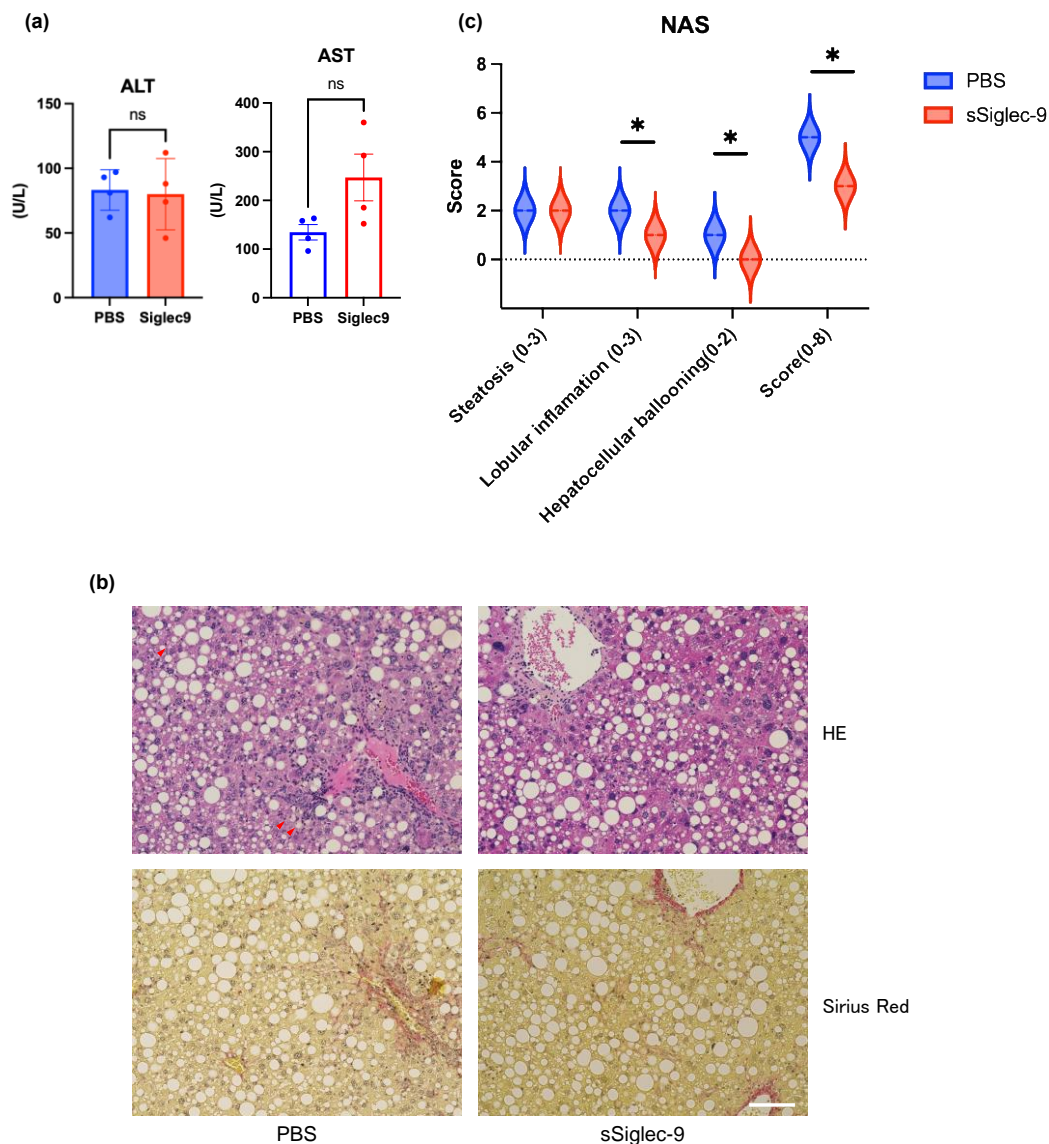 (a)
ALT
ns
(U/L)
150
100
50
0
PBS
Siglec9
AST
ns
(U/L)
400
300
200
100
0
PBS
Siglec9
(c)
NAS
Score
8
6
4
2
0
*
*
*
Steatosis (0-3)
Lobular inflamation (0-3)
Hepatocellular ballooning(0-2)
Score(0-8)
PBS
sSiglec-9
(b)
HE
Sirius Red
PBS
sSiglec-9